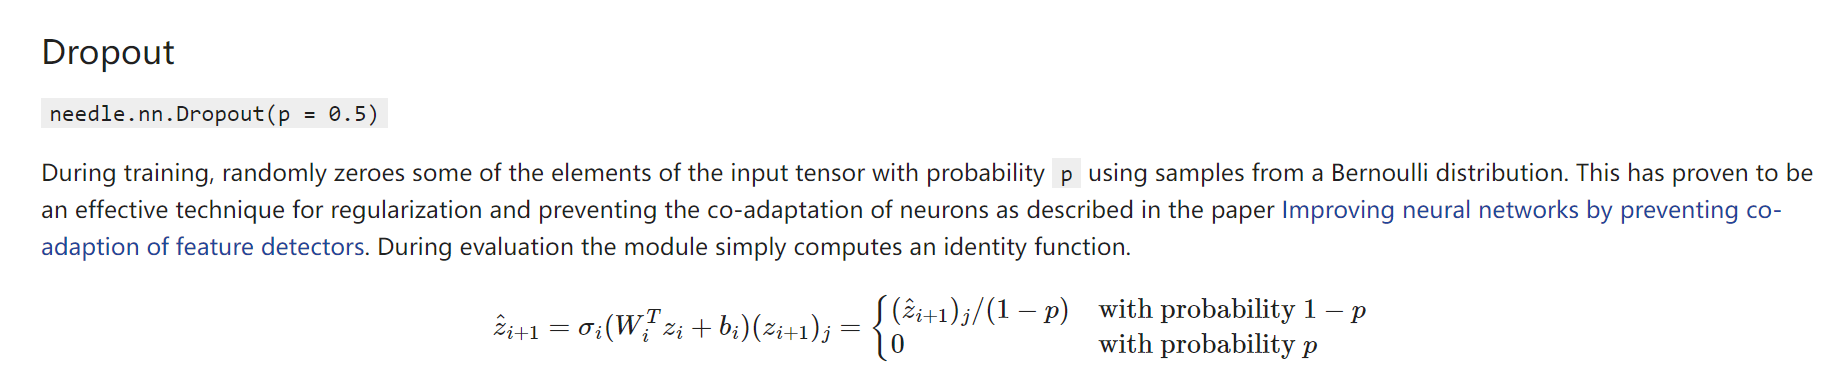 Dropout
needle.nn.Dropout(p = 0.5)
During training, randomly zeroes some of the elements of the input tensor with probability p using samples from a Bernoulli distribution. This has proven to be
an effective technique for regularization and preventing the co-adaptation of neurons as described in the paper Improving neural networks by preventing co-
adaption of feature detectors. During evaluation the module simply computes an identity function.
$\hat{z}_{i+1} = \sigma_i(W_i^T z_i + b_i)(z_{i+1})_j = \begin{cases} (\hat{z}_{i+1})_j/(1-p) & \text{with probability } 1-p \\ 0 & \text{with probability } p \end{cases}$